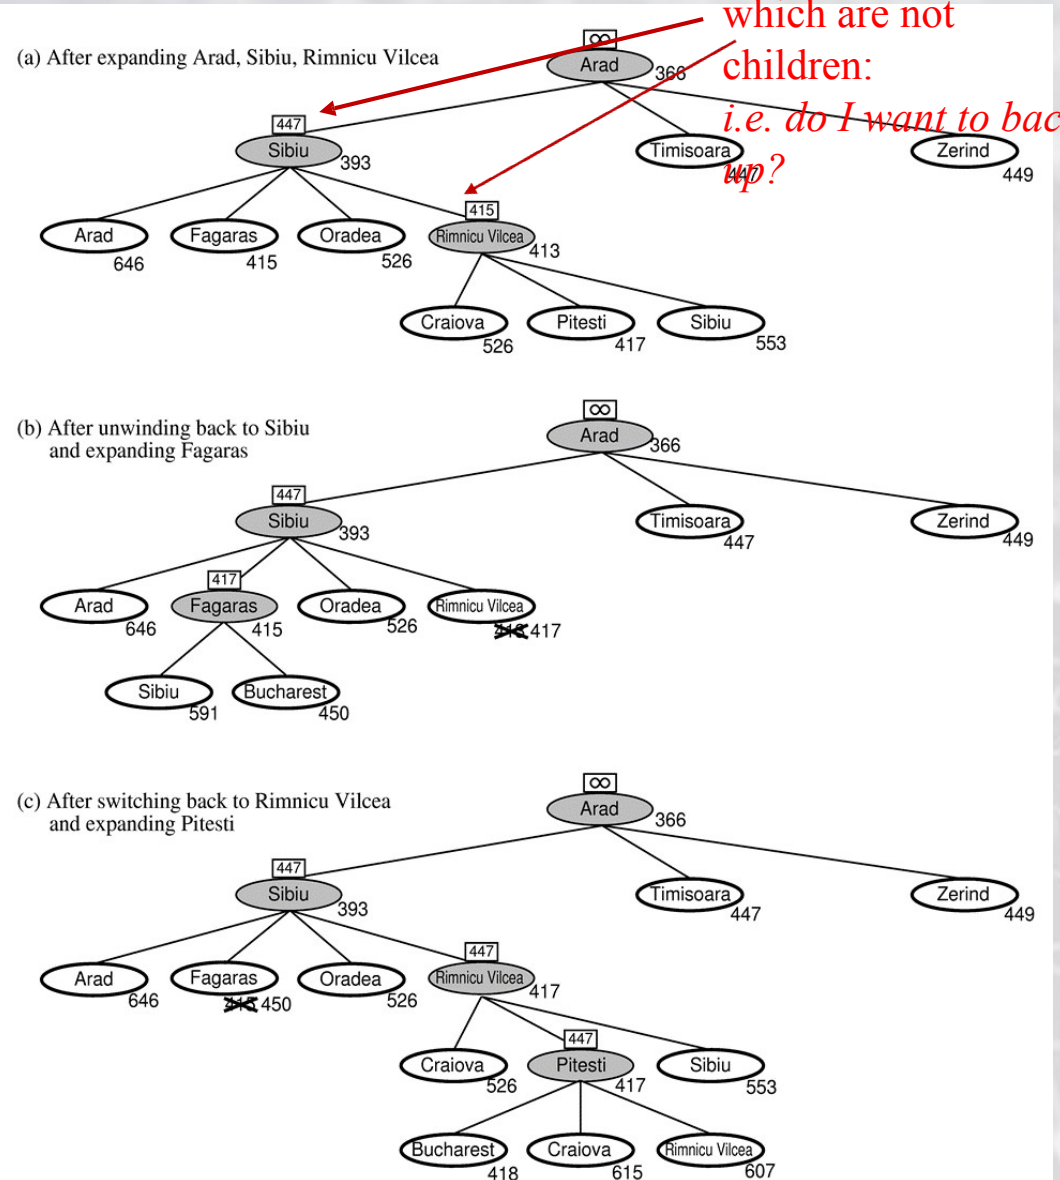 which are not
children:
i.e. do I want to bac
up?
(a) After expanding Arad, Sibiu, Rimnicu Vilcea
∞
Arad
366
447
Sibiu
393
Timisoara
447
Zerind
449
415
Arad
646
Fagaras
415
Oradea
526
Rimnicu Vilcea
413
Craiova
526
Pitesti
417
Sibiu
553
(b) After unwinding back to Sibiu
and expanding Fagaras
∞
Arad
366
447
Sibiu
393
Timisoara
447
Zerind
449
417
Arad
646
Fagaras
415
Oradea
526
Rimnicu Vilcea
413 417
Sibiu
591
Bucharest
450
(c) After switching back to Rimnicu Vilcea
and expanding Pitesti
∞
Arad
366
447
Sibiu
393
Timisoara
447
Zerind
449
447
Arad
646
Fagaras
415 450
Oradea
526
Rimnicu Vilcea
417
447
Craiova
526
Pitesti
417
Sibiu
553
Bucharest
418
Craiova
615
Rimnicu Vilcea
607